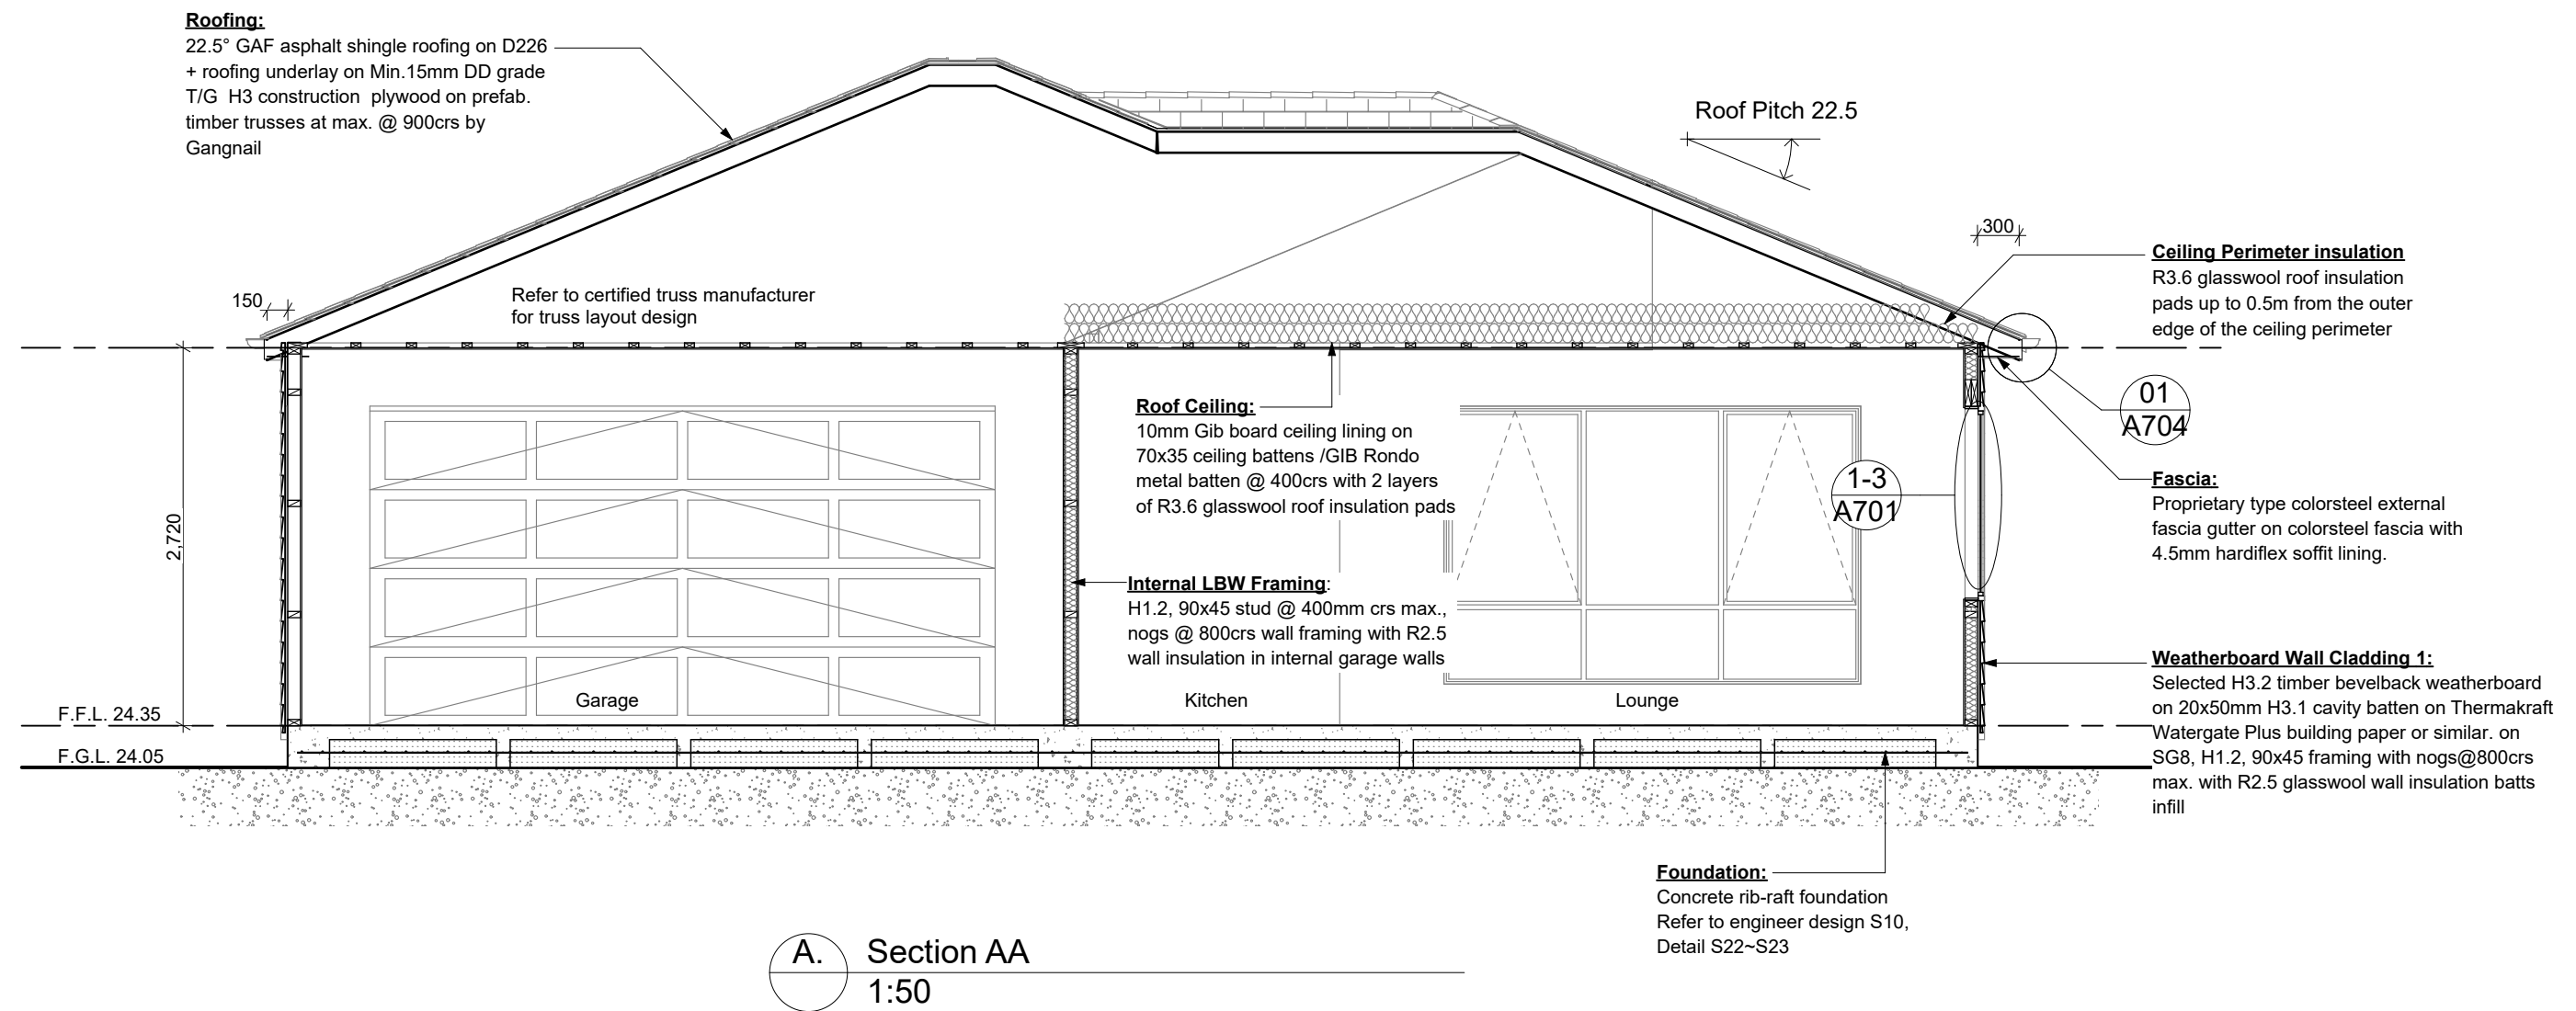 Roofing:
22.5° GAF asphalt shingle roofing on D226
+ roofing underlay on Min.15mm DD grade
T/G H3 construction plywood on prefab.
timber trusses at max. @ 900crs by
Gangnail
Roof Pitch 22.5
300
Ceiling Perimeter insulation
R3.6 glasswool roof insulation
pads up to 0.5m from the outer
edge of the ceiling perimeter
150
Refer to certified truss manufacturer
for truss layout design
01
A704
Roof Ceiling:
10mm Gib board ceiling lining on
70x35 ceiling battens /GIB Rondo
metal batten @ 400crs with 2 layers
of R3.6 glasswool roof insulation pads
1-3
A701
Fascia:
Proprietary type colorsteel external
fascia gutter on colorsteel fascia with
4.5mm hardiflex soffit lining.
2,720
Internal LBW Framing:
H1.2, 90x45 stud @ 400mm crs max.,
nogs @ 800crs wall framing with R2.5
wall insulation in internal garage walls
Weatherboard Wall Cladding 1:
Selected H3.2 timber bevelback weatherboard
on 20x50mm H3.1 cavity batten on Thermakraft
Watergate Plus building paper or similar. on
SG8, H1.2, 90x45 framing with nogs@800crs
max. with R2.5 glasswool wall insulation batts
infill
Garage
Kitchen
Lounge
F.F.L. 24.35
F.G.L. 24.05
Foundation:
Concrete rib-raft foundation
Refer to engineer design S10,
Detail S22~S23
A.
Section AA
1:50